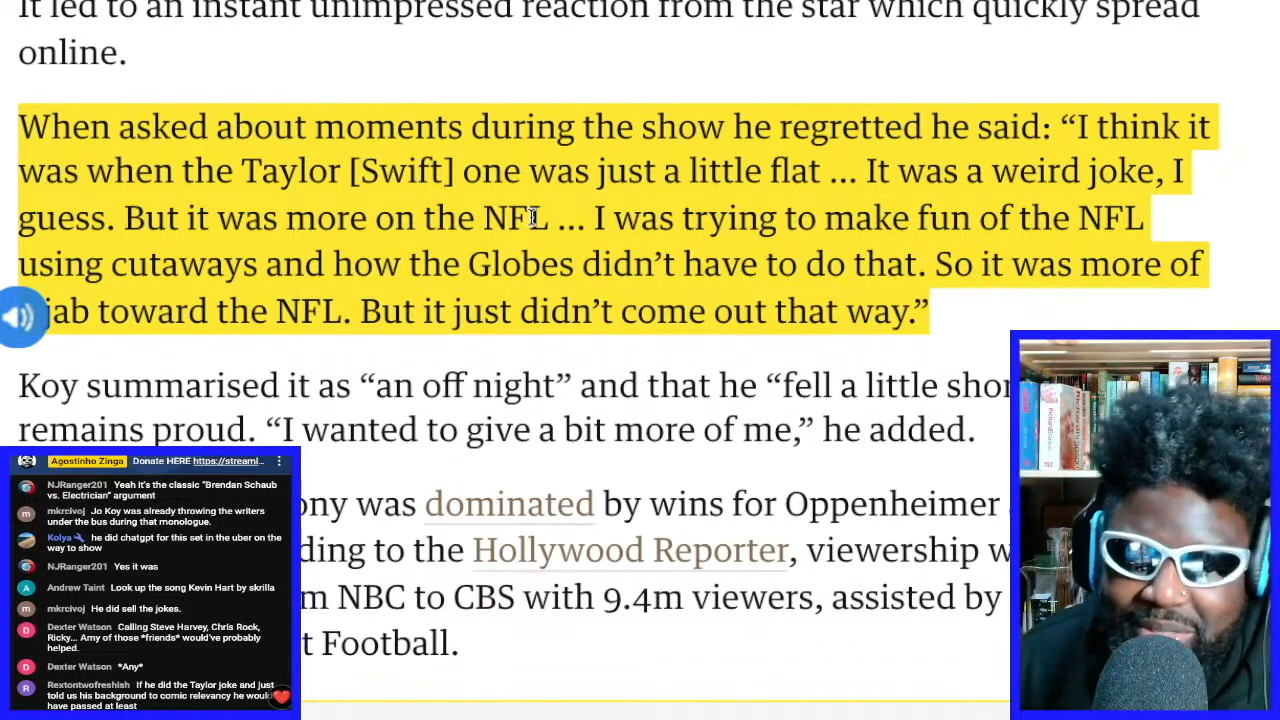 It led to an instant unimpressed reaction from the star which quickly spread
online.
When asked about moments during the show he regretted he said: “I think it
was when the Taylor [Swift] one was just a little flat ... It was a weird joke, I
guess. But it was more on the NFL ... I was trying to make fun of the NFL
using cutaways and how the Globes didn’t have to do that. So it was more of
jab toward the NFL. But it just didn’t come out that way.”
Koy summarised it as “an off night” and that he “fell a little shor
remains proud. “I wanted to give a bit more of me,” he added.
ony was dominated by wins for Oppenheimer
ding to the Hollywood Reporter, viewership w
m NBC to CBS with 9.4m viewers, assisted by
t Football.
Agostinho Zinga Donate HERE https://streaml...
NJRanger201 Yeah it's the classic "Brendan Schaub
vs. Electrician" argument
mkrcivoj Jo Koy was already throwing the writers
under the bus during that monologue.
Kolya he did chatgpt for this set in the uber on the
way to show
NJRanger201 Yes it was
Andrew Taint Look up the song Kevin Hart by skrilla
mkrcivoj He did sell the jokes.
Dexter Watson Calling Steve Harvey, Chris Rock,
Ricky... Amy of those *friends* would've probably
helped.
Dexter Watson *Any*
Rextontwofreshish If he did the Taylor joke and just
told us his background to comic relevancy he would
have passed at least